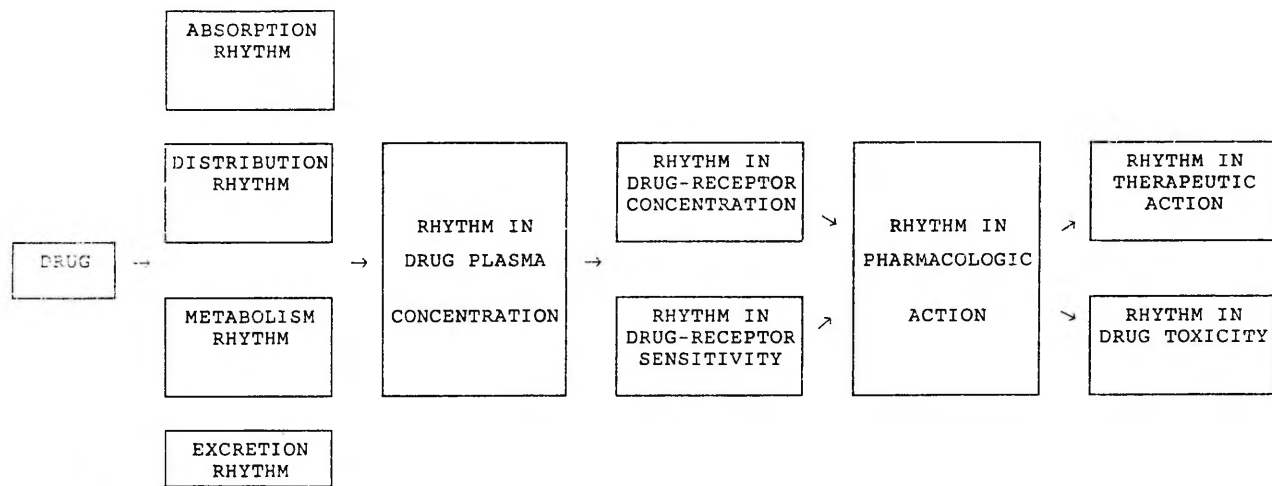 ABSORPTION
RHYTHM
DISTRIBUTION
RHYTHM
DRUG →
METABOLISM
RHYTHM
EXCRETION
RHYTHM
→
RHYTHM IN
DRUG PLASMA
CONCENTRATION
→
RHYTHM IN
DRUG-RECEPTOR
CONCENTRATION
↘
RHYTHM IN
DRUG-RECEPTOR
SENSITIVITY
↗
RHYTHM IN
PHARMACOLOGIC
ACTION
↗
RHYTHM IN
THERAPEUTIC
ACTION
↘
RHYTHM IN
DRUG TOXICITY